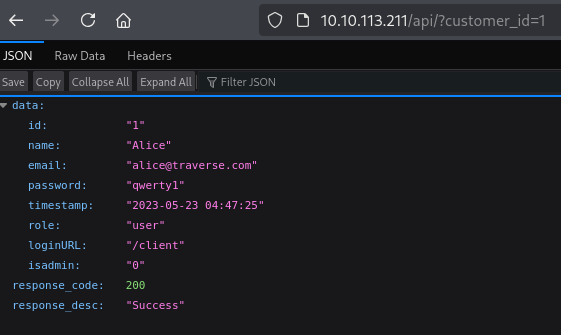 10.10.113.211/api/?customer_id=1
JSON Raw Data Headers
Save Copy Collapse All Expand All Filter JSON
data:
id: "1"
name: "Alice"
email: "alice@traverse.com"
password: "qwerty1"
timestamp: "2023-05-23 04:47:25"
role: "user"
loginURL: "/client"
isadmin: "0"
response_code: 200
response_desc: "Success"